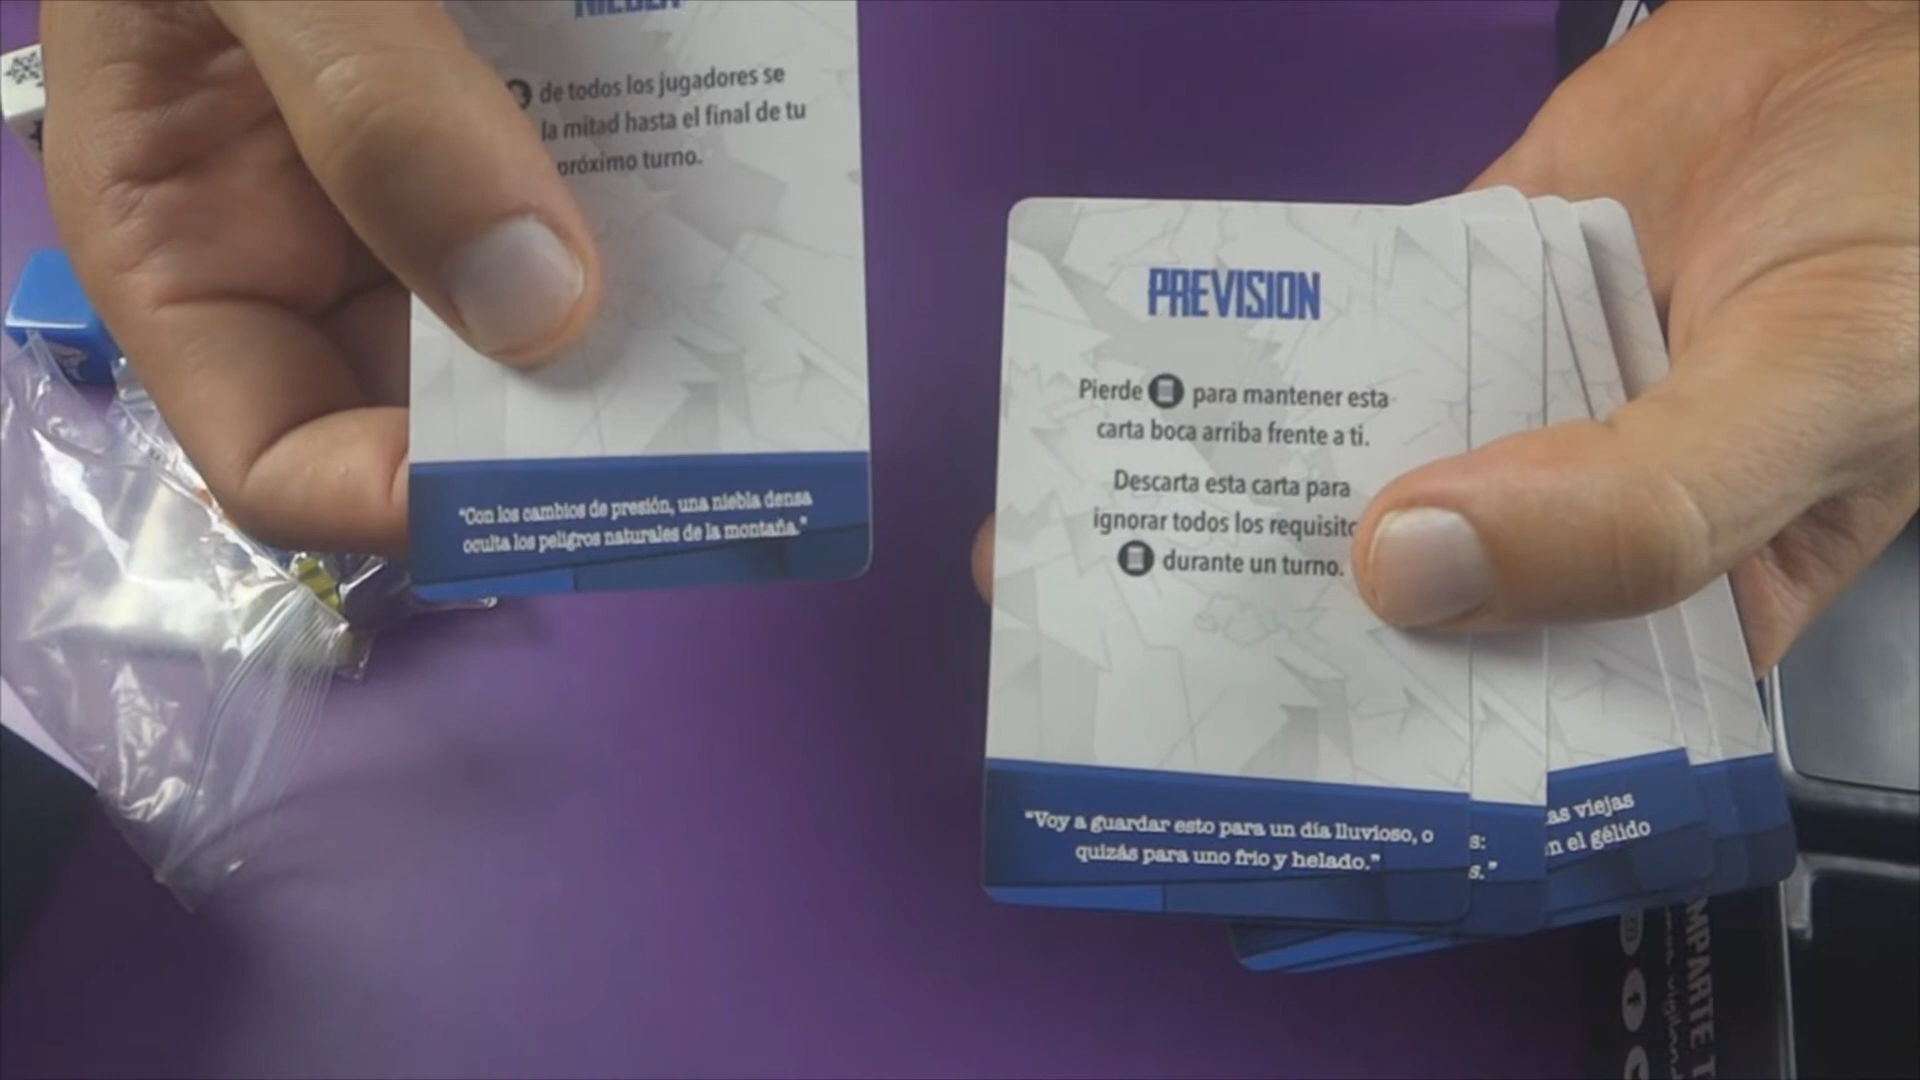 NIEBLA
de todos los jugadores se
la mitad hasta el final de tu
próximo turno.
"Con los cambios de presión, una niebla densa
oculta los peligros naturales de la montaña."
PREVISION
Pierde para mantener esta
carta boca arriba frente a ti.
Descarta esta carta para
ignorar todos los requisito
durante un turno.
"Voy a guardar esto para un día lluvioso, o
quizás para uno frio y helado."
s:
s."
as viejas
n el gélido
MPARTE T